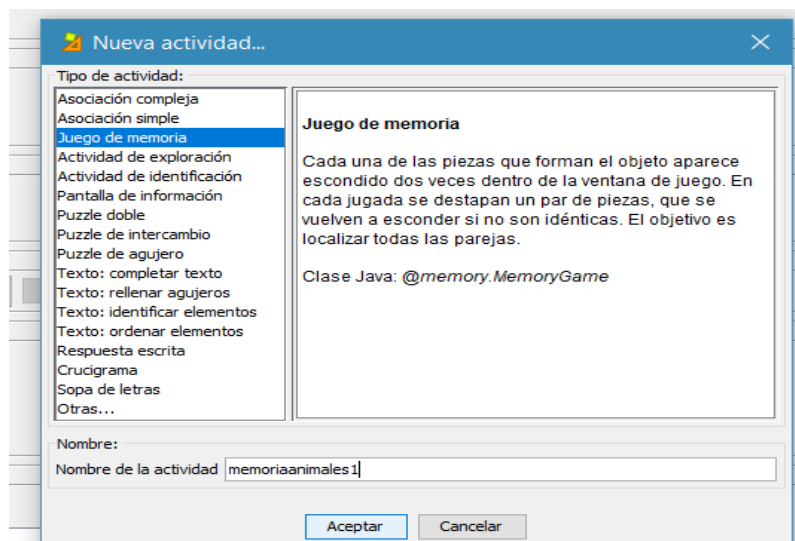 Nueva actividad...
Tipo de actividad:
Asociación compleja
Asociación simple
Juego de memoria
Actividad de exploración
Actividad de identificación
Pantalla de información
Puzzle doble
Puzzle de intercambio
Puzzle de agujero
Texto: completar texto
Texto: rellenar agujeros
Texto: identificar elementos
Texto: ordenar elementos
Respuesta escrita
Crucigrama
Sopa de letras
Otras...
Juego de memoria
Cada una de las piezas que forman el objeto aparece
escondido dos veces dentro de la ventana de juego. En
cada jugada se destapan un par de piezas, que se
vuelven a esconder si no son idénticas. El objetivo es
localizar todas las parejas.
Clase Java: @memory.MemoryGame
Nombre:
Nombre de la actividad memoriaanimales1
Aceptar Cancelar